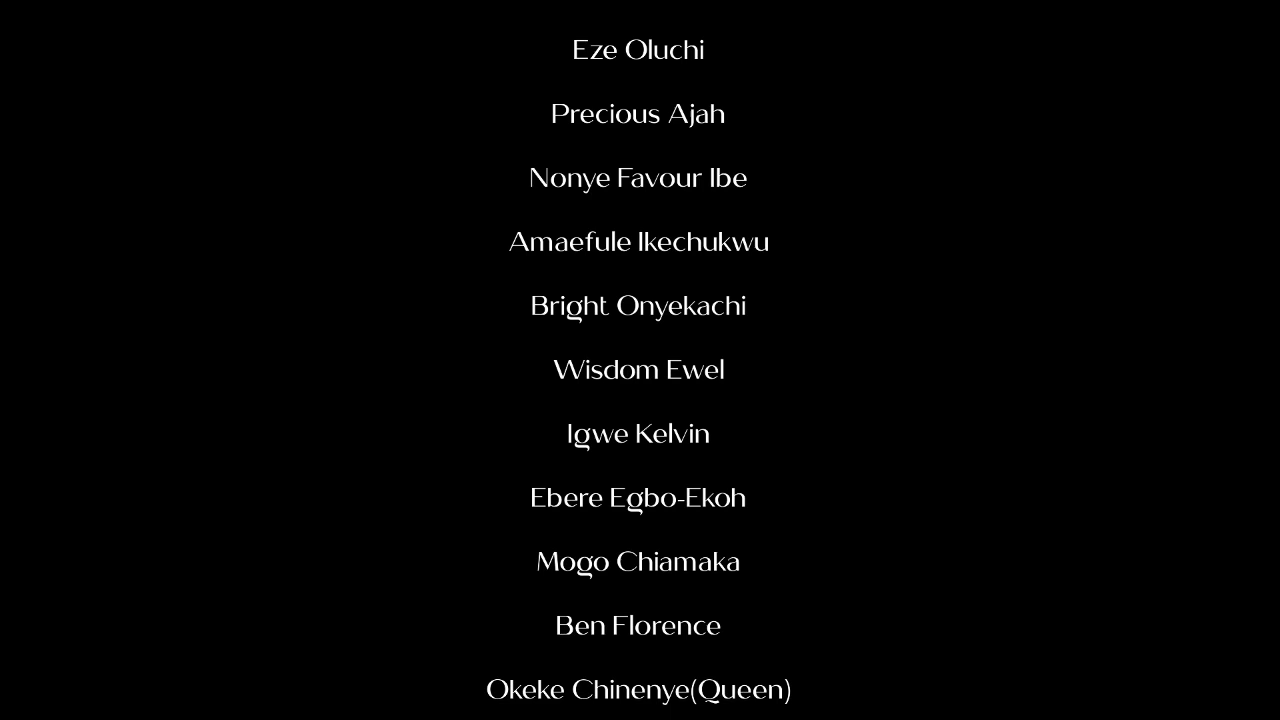 Eze Oluchi
Precious Ajah
Nonye Favour Ibe
Amaefule Ikechukwu
Bright Onyekachi
Wisdom Ewel
Igwe Kelvin
Ebere Egbo-Ekoh
Mogo Chiamaka
Ben Florence
Okeke Chinenye(Queen)